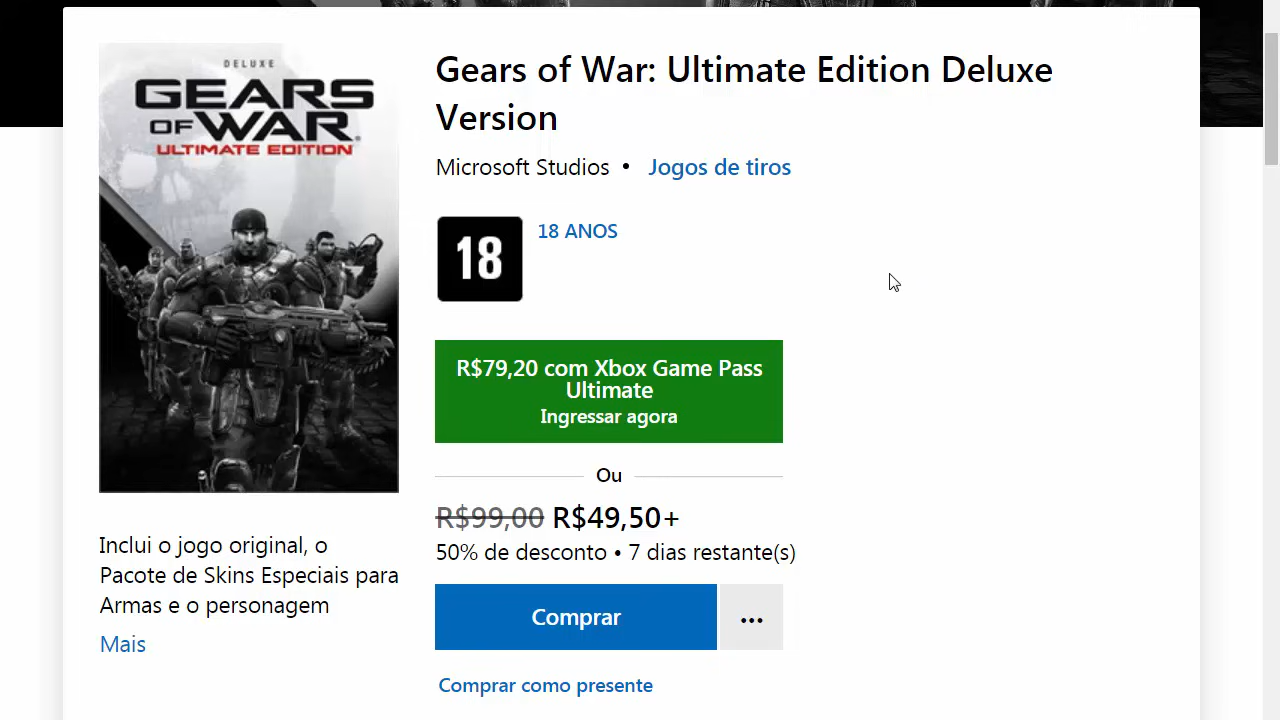 DELUXE
GEARS
OF WAR
ULTIMATE EDITION
Gears of War: Ultimate Edition Deluxe
Version
Microsoft Studios • Jogos de tiros
18
18 ANOS
R$79,20 com Xbox Game Pass
Ultimate
Ingressar agora
Ou
R$99,00 R$49,50+
50% de desconto • 7 dias restante(s)
Comprar
...
Comprar como presente
Inclui o jogo original, o
Pacote de Skins Especiais para
Armas e o personagem
Mais